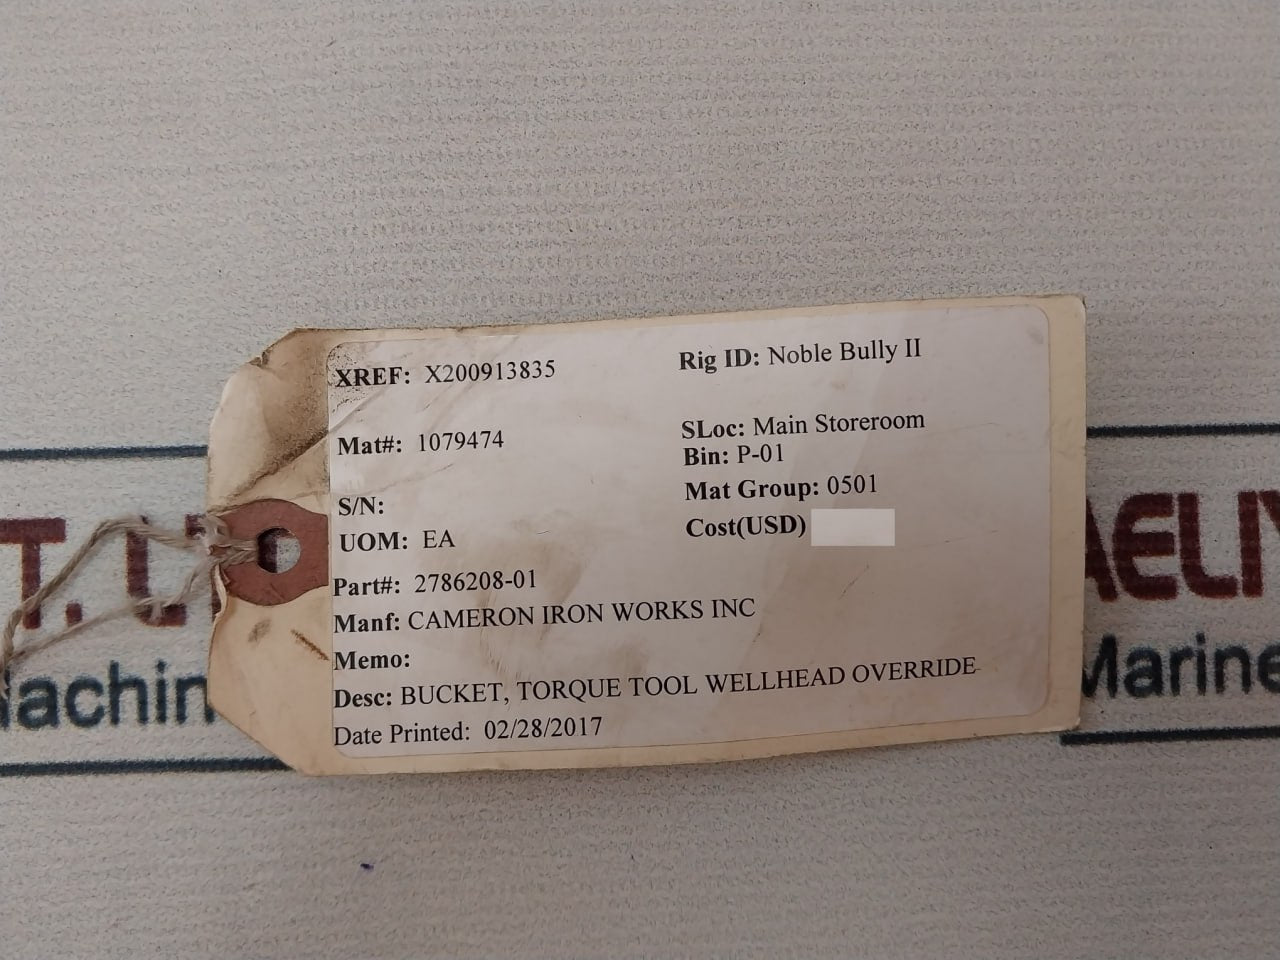 XREF: X200913835
Rig ID: Noble Bully II
Mat#: 1079474
SLoc: Main Storeroom
Bin: P-01
S/N:
Mat Group: 0501
UOM: EA
Cost(USD)
Part#: 2786208-01
Manf: CAMERON IRON WORKS INC
Memo:
Desc: BUCKET, TORQUE TOOL WELLHEAD OVERRIDE
Date Printed: 02/28/2017
Marine